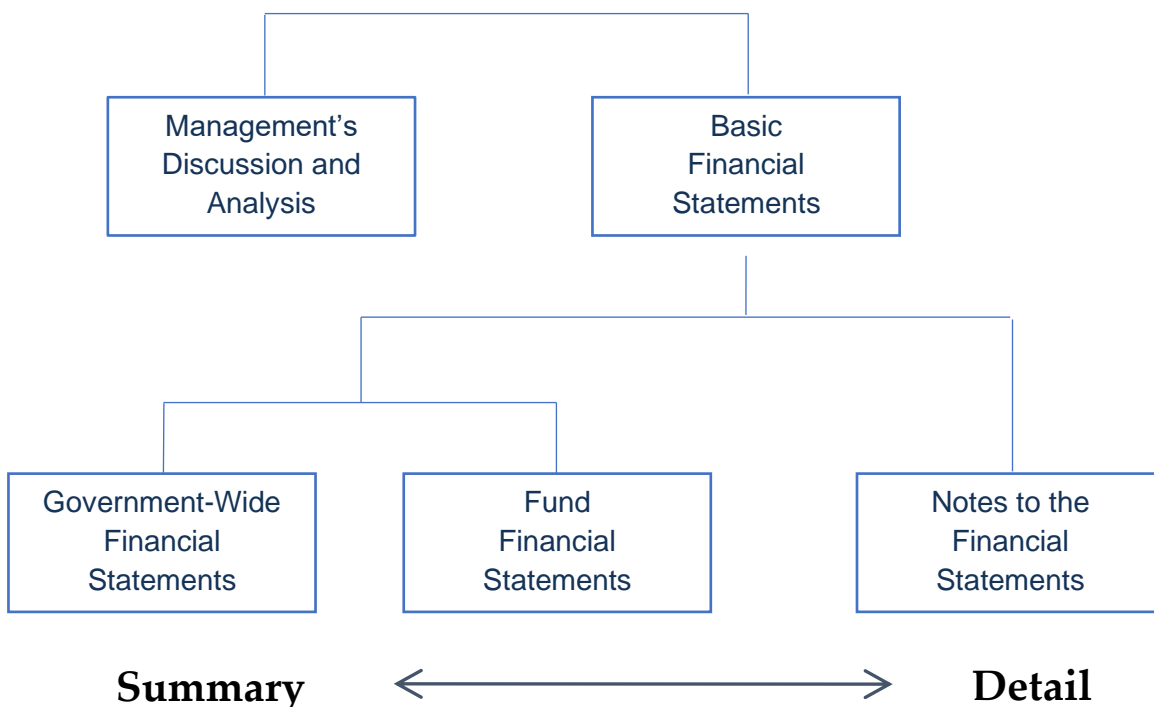 Management’s
Discussion and
Analysis
Basic
Financial
Statements
Government-Wide
Financial
Statements
Fund
Financial
Statements
Notes to the
Financial
Statements
Summary
Detail